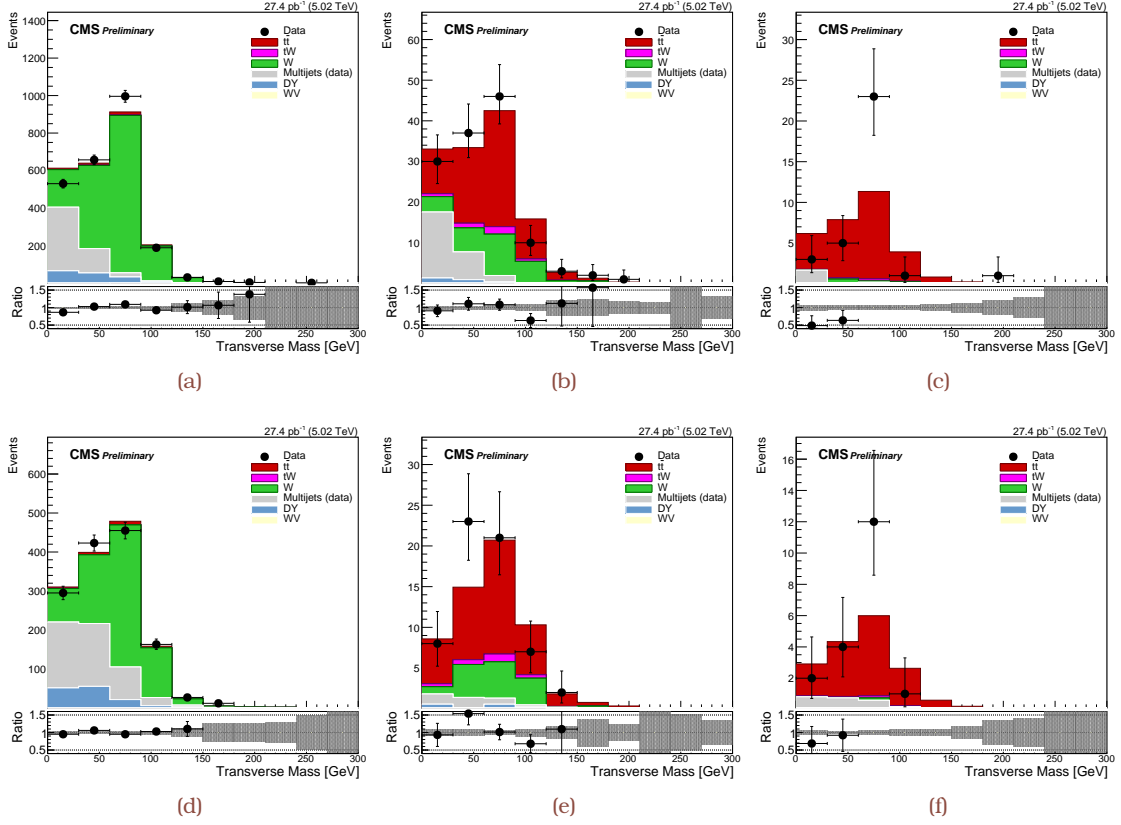 27.4 pb-1 (5.02 TeV)
Events
1400
1200
1000
800
600
400
200
CMS Preliminary
Data
tt̄
tW
W
Multijets (data)
DY
WV
Ratio
1.5
1
0.5
0 50 100 150 200 250 300
Transverse Mass [GeV]
(a)
27.4 pb-1 (5.02 TeV)
Events
60
50
40
30
20
10
CMS Preliminary
Data
tt̄
tW
W
Multijets (data)
DY
WV
Ratio
1.5
1
0.5
0 50 100 150 200 250 300
Transverse Mass [GeV]
(b)
27.4 pb-1 (5.02 TeV)
Events
30
25
20
15
10
5
CMS Preliminary
Data
tt̄
tW
W
Multijets (data)
DY
WV
Ratio
1.5
1
0.5
0 50 100 150 200 250 300
Transverse Mass [GeV]
(c)
27.4 pb-1 (5.02 TeV)
Events
600
500
400
300
200
100
CMS Preliminary
Data
tt̄
tW
W
Multijets (data)
DY
WV
Ratio
1.5
1
0.5
0 50 100 150 200 250 300
Transverse Mass [GeV]
(d)
27.4 pb-1 (5.02 TeV)
Events
30
25
20
15
10
5
CMS Preliminary
Data
tt̄
tW
W
Multijets (data)
DY
WV
Ratio
1.5
1
0.5
0 50 100 150 200 250 300
Transverse Mass [GeV]
(e)
27.4 pb-1 (5.02 TeV)
Events
16
14
12
10
8
6
4
2
CMS Preliminary
Data
tt̄
tW
W
Multijets (data)
DY
WV
Ratio
1.5
1
0.5
0 50 100 150 200 250 300
Transverse Mass [GeV]
(f)